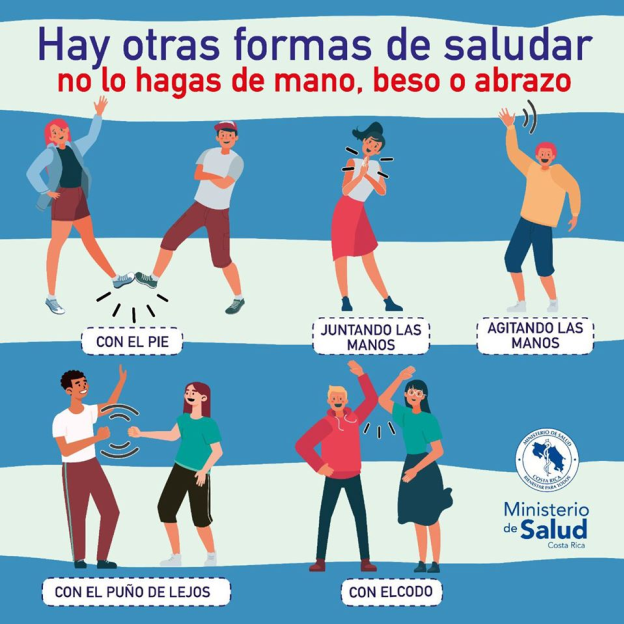 Hay otras formas de saludar
no lo hagas de mano, beso o abrazo
CON EL PIE
JUNTANDO LAS
MANOS
AGITANDO LAS
MANOS
CON EL PUÑO DE LEJOS
CON ELCODO
MINISTERIO DE SALUD
COSTA RICA
BIENESTAR PARA TODOS
Ministerio
de Salud
Costa Rica